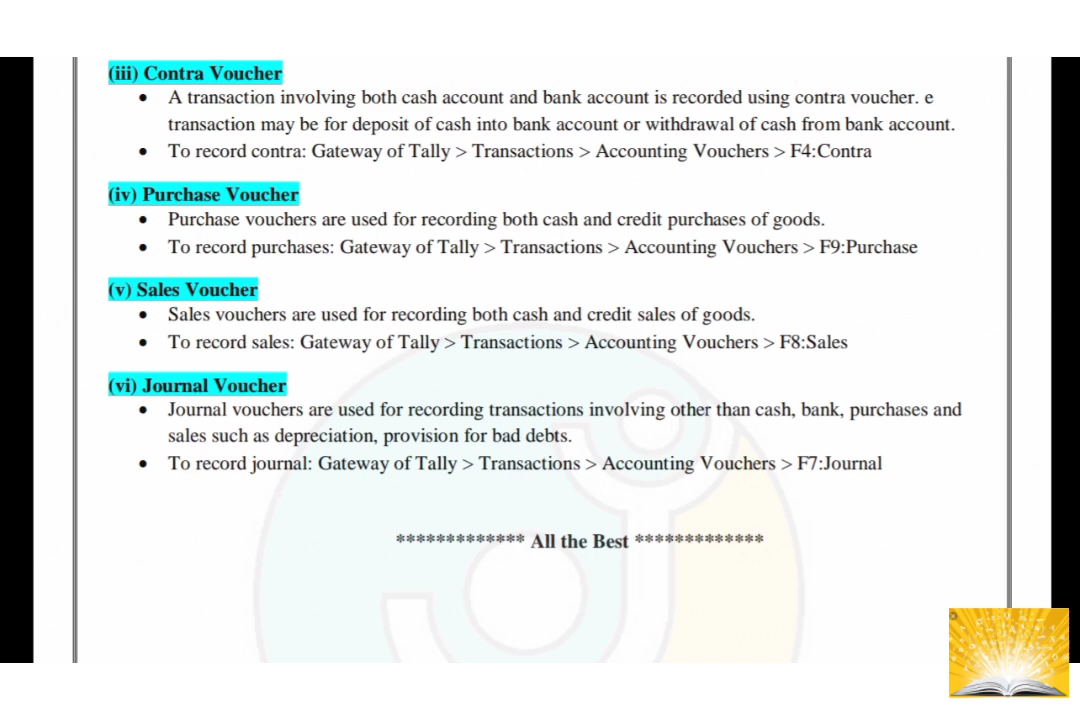 (iii) Contra Voucher
• A transaction involving both cash account and bank account is recorded using contra voucher. e
transaction may be for deposit of cash into bank account or withdrawal of cash from bank account.
• To record contra: Gateway of Tally > Transactions > Accounting Vouchers > F4:Contra
(iv) Purchase Voucher
• Purchase vouchers are used for recording both cash and credit purchases of goods.
• To record purchases: Gateway of Tally > Transactions > Accounting Vouchers > F9:Purchase
(v) Sales Voucher
• Sales vouchers are used for recording both cash and credit sales of goods.
• To record sales: Gateway of Tally > Transactions > Accounting Vouchers > F8:Sales
(vi) Journal Voucher
• Journal vouchers are used for recording transactions involving other than cash, bank, purchases and
sales such as depreciation, provision for bad debts.
• To record journal: Gateway of Tally > Transactions > Accounting Vouchers > F7:Journal
************* All the Best *************